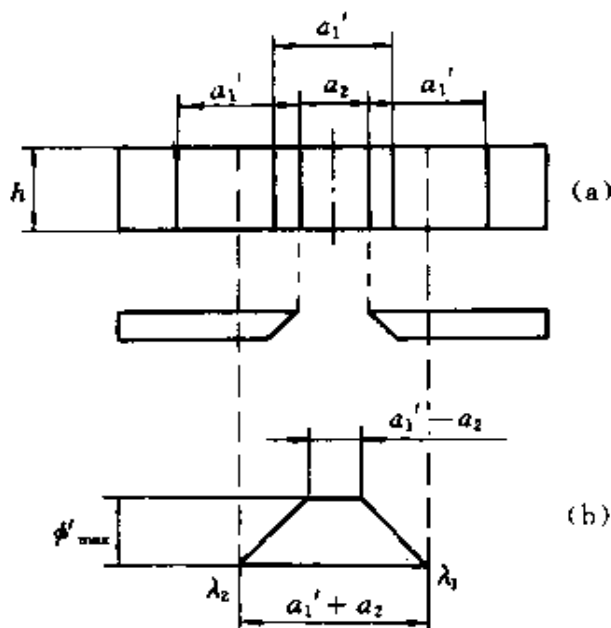 a₁′
a₁′ a₂ a₁′
h
(a)
a₁′−a₂
ϕ′max
(b)
λ₂ a₁′+a₂ λ₁